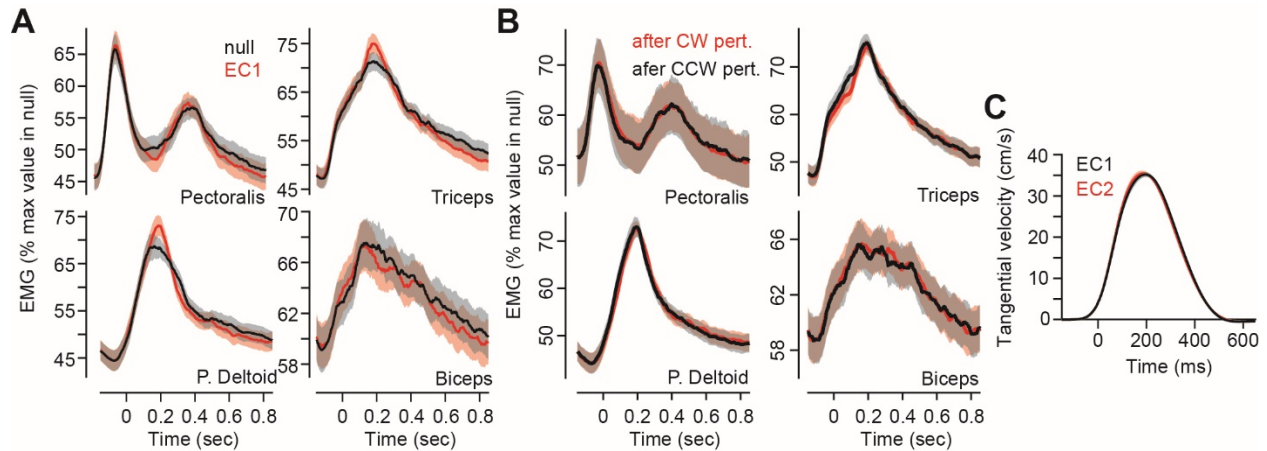 A
EMG (% max value in null)
65
60
55
50
45
null
EC1
Pectoralis
75
65
55
45
Triceps
75
65
55
45
P. Deltoid
0 0.2 0.4 0.6 0.8
Time (sec)
70
66
62
58
Biceps
0 0.2 0.4 0.6 0.8
Time (sec)
B
EMG (% max value in null)
70
60
50
after CW pert.
afer CCW pert.
Pectoralis
70
60
50
Triceps
70
60
50
P. Deltoid
0 0.2 0.4 0.6 0.8
Time (sec)
66
62
58
Biceps
0 0.2 0.4 0.6 0.8
Time (sec)
C
Tangential velocity (cm/s)
40
35
30
25
20
15
10
5
0
EC1
EC2
0 200 400 600
Time (ms)